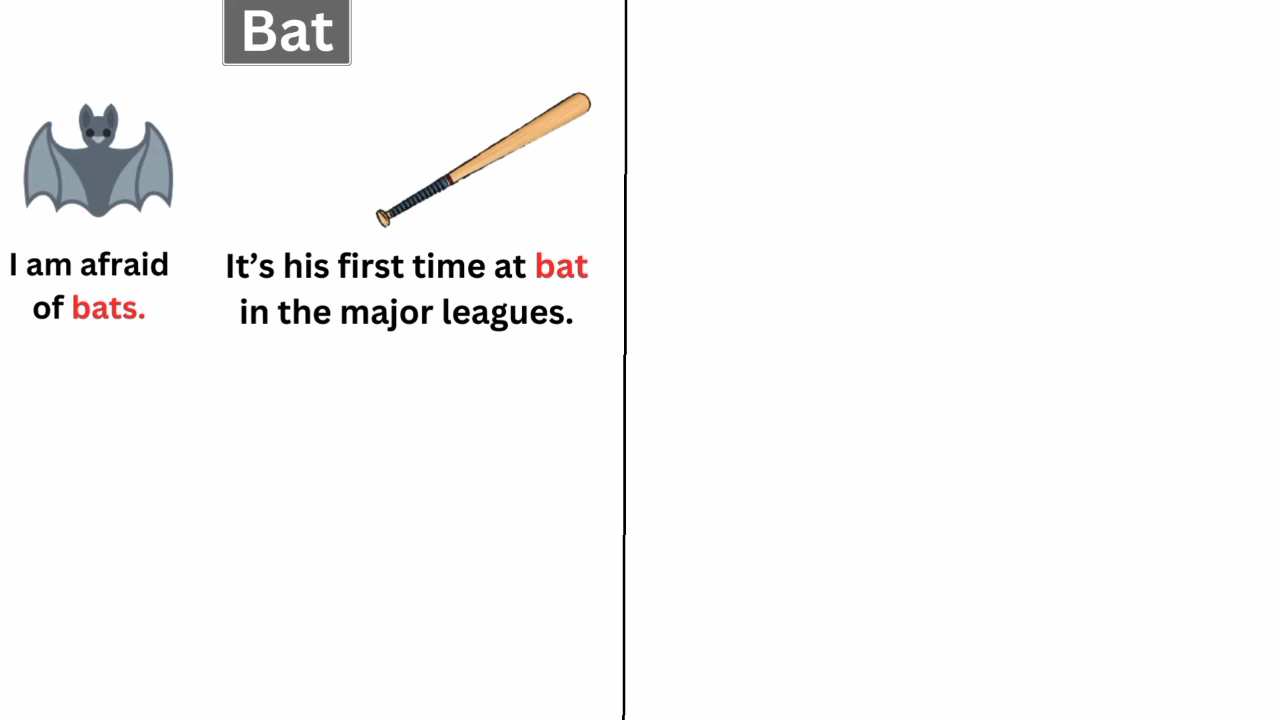 Bat
I am afraid
of bats.
It’s his first time at bat
in the major leagues.